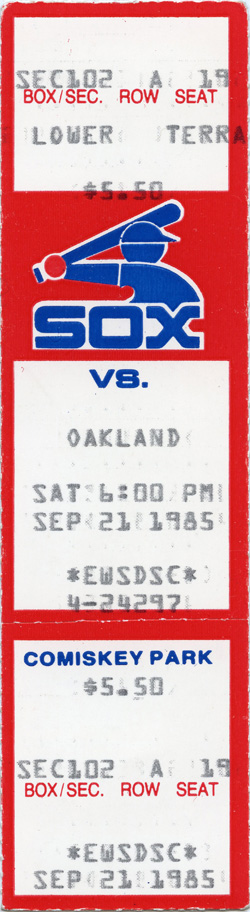 SEC102 A 19
BOX/SEC. ROW SEAT
LOWER TERRA
$5.50
SOX
VS.
OAKLAND
SAT 6:00 PM
SEP 21 1985
*EWSDSC*
4-24297
COMISKEY PARK
$5.50
SEC102 A 19
BOX/SEC. ROW SEAT
*EWSDSC*
SEP 21 1985